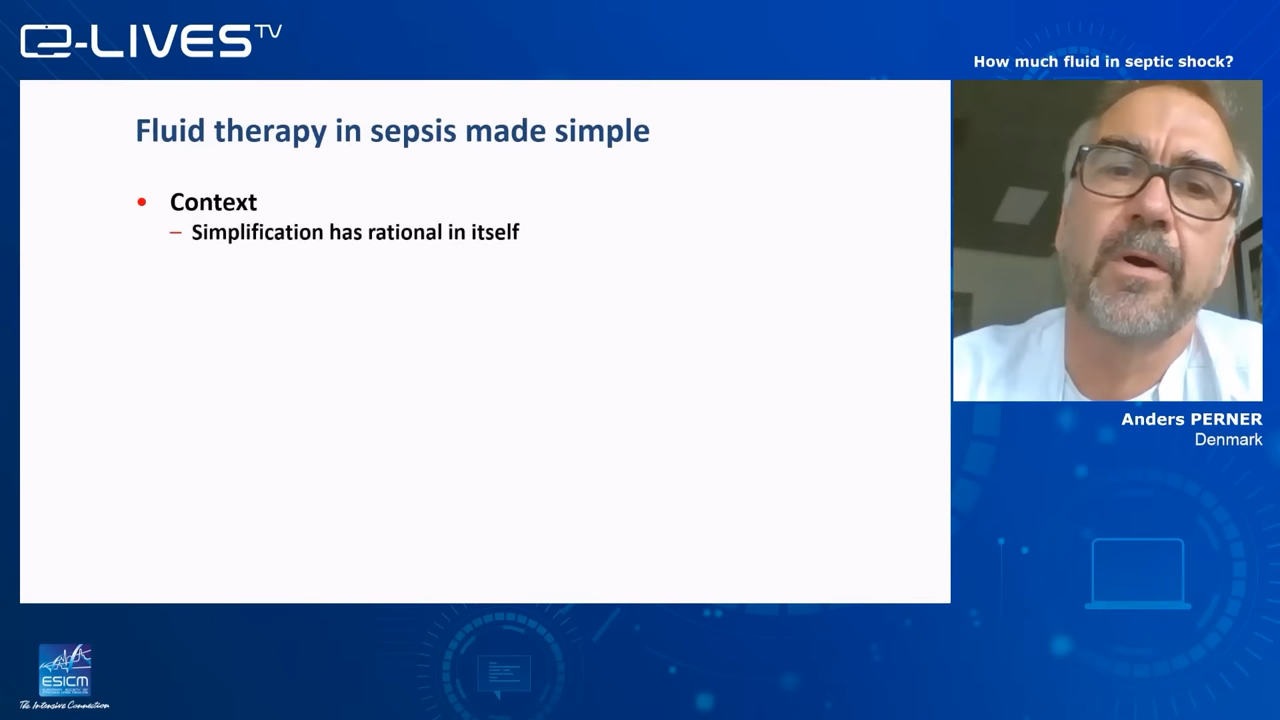 e-LIVES TV
How much fluid in septic shock?
Fluid therapy in sepsis made simple
• Context
– Simplification has rational in itself
Anders PERNER
Denmark
ESICM
The Intensive Connection